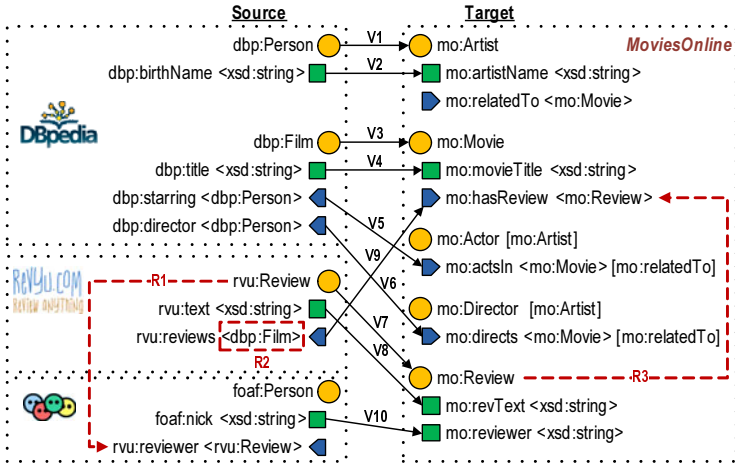 Source Target
dbp:Person V1 mo:Artist MoviesOnline
dbp:birthName <xsd:string> V2 mo:artistName <xsd:string>
mo:relatedTo <mo:Movie>
DBpedia
dbp:Film V3 mo:Movie
dbp:title <xsd:string> V4 mo:movieTitle <xsd:string>
dbp:starring <dbp:Person> mo:hasReview <mo:Review>
dbp:director <dbp:Person> V5
mo:Actor [mo:Artist]
V9
mo:actsIn <mo:Movie> [mo:relatedTo]
RevYU.COM
REVIEW ANYTHING
R1 rvu:Review V6
rvu:text <xsd:string> mo:Director [mo:Artist]
V7
rvu:reviews <dbp:Film> mo:directs <mo:Movie> [mo:relatedTo]
V8
R2
foaf:Person mo:Review R3
mo:revText <xsd:string>
foaf:nick <xsd:string> V10 mo:reviewer <xsd:string>
rvu:reviewer <rvu:Review>